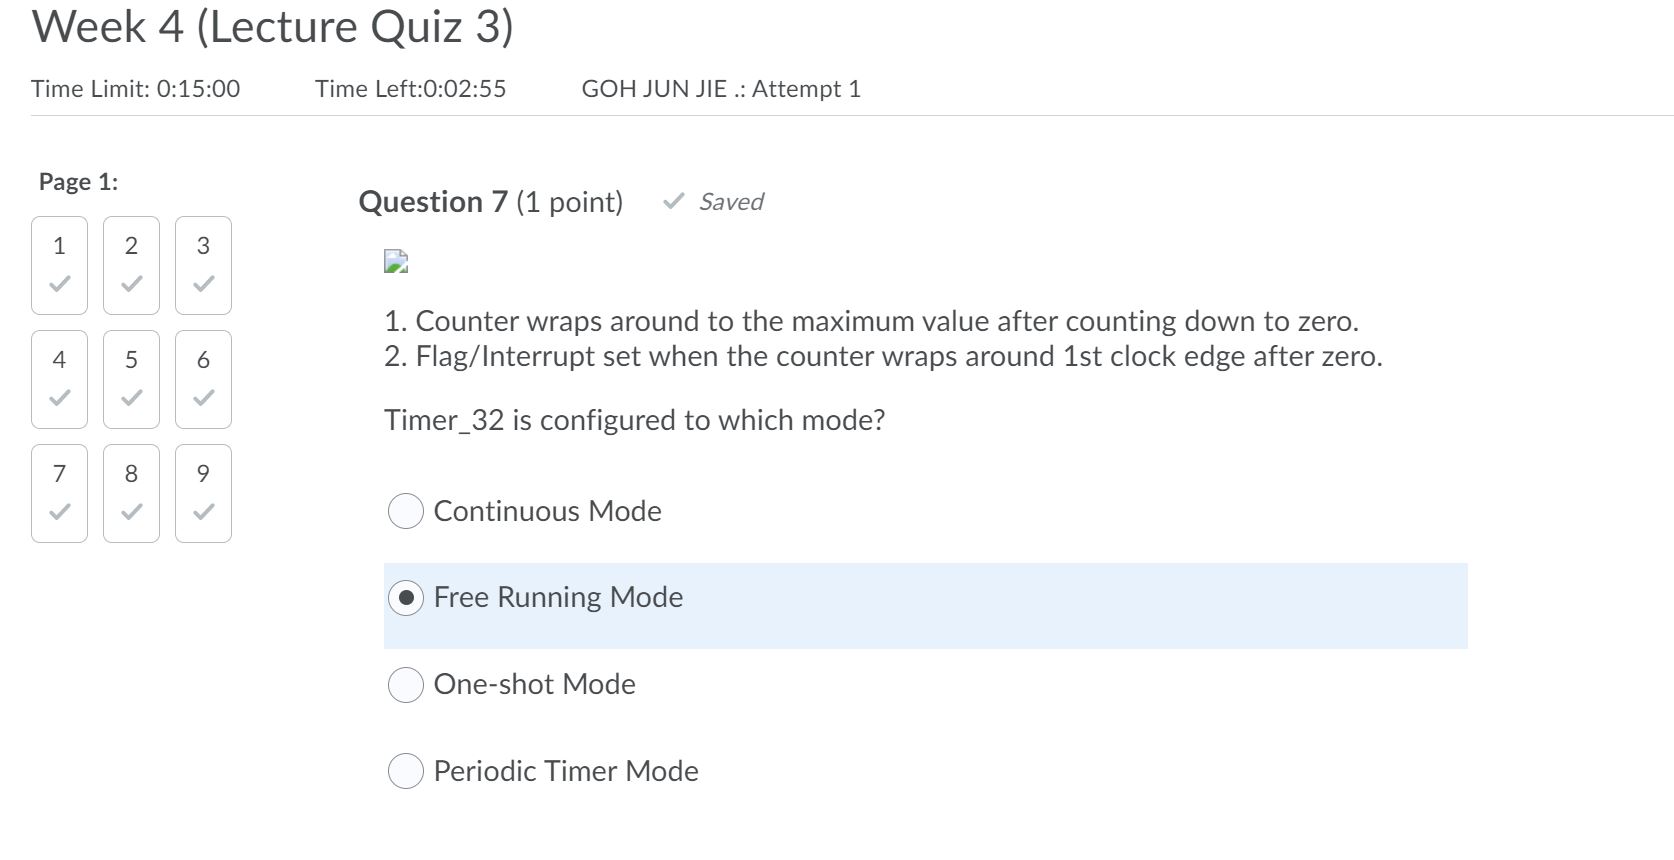 Week 4 (Lecture Quiz 3)
Time Limit: 0:15:00 Time Left:0:02:55 GOH JUN JIE .: Attempt 1
Page 1:
1 2 3
4 5 6
7 8 9
Question 7 (1 point) Saved
1. Counter wraps around to the maximum value after counting down to zero.
2. Flag/Interrupt set when the counter wraps around 1st clock edge after zero.
Timer_32 is configured to which mode?
Continuous Mode
Free Running Mode
One-shot Mode
Periodic Timer Mode